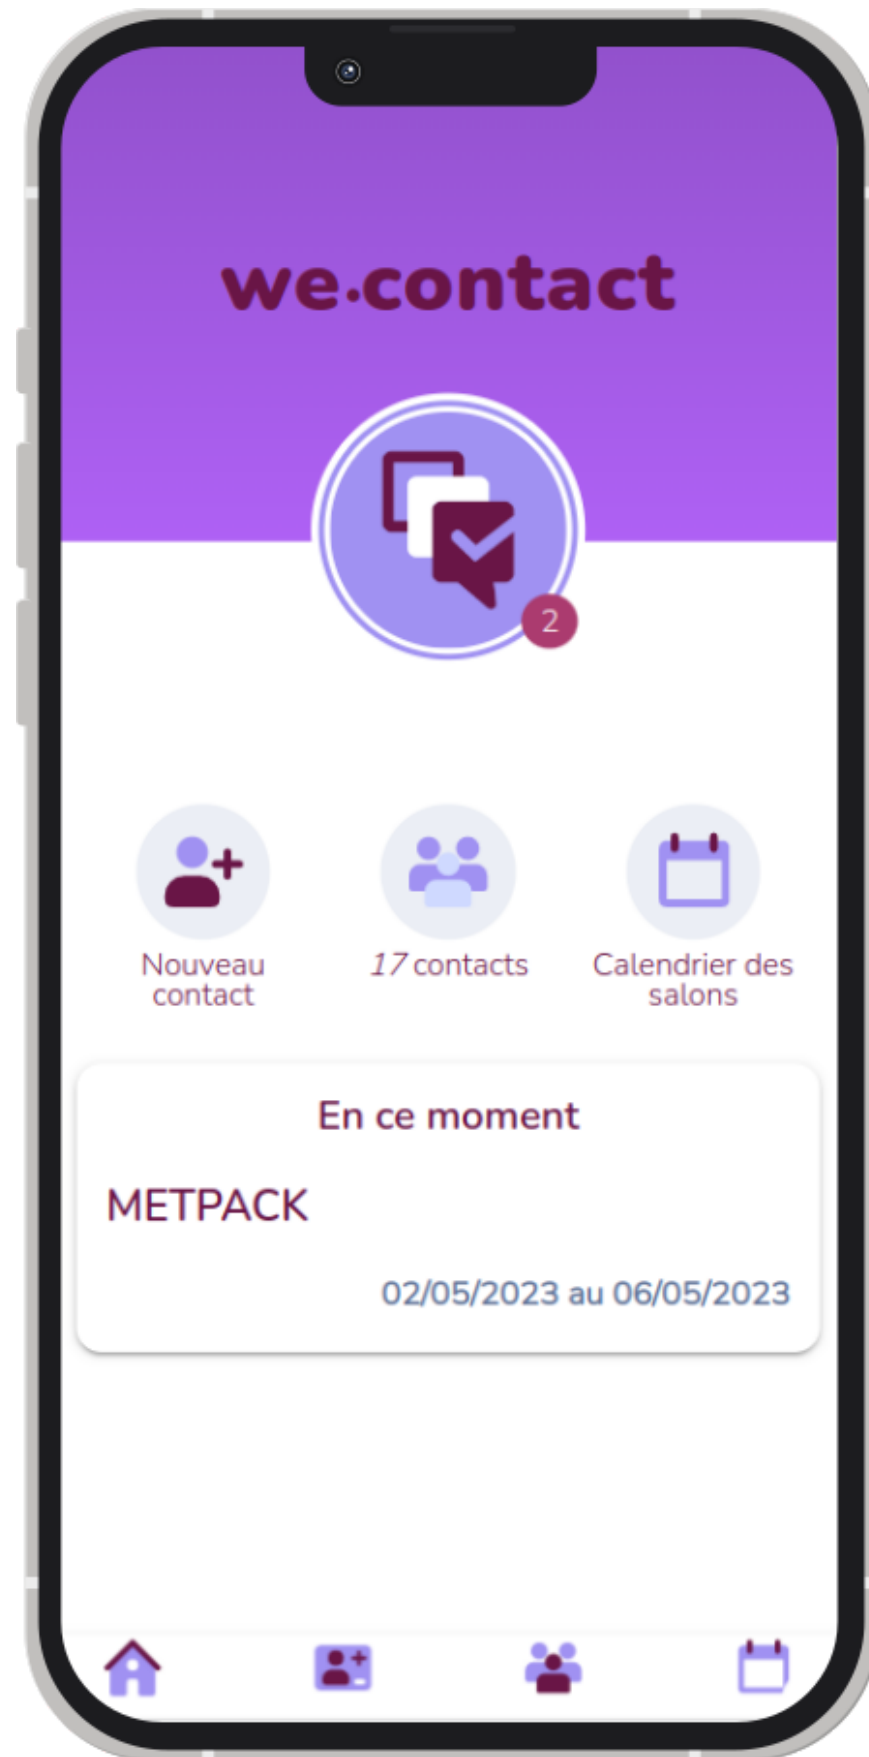 we.contact
2
Nouveau
contact
17 contacts
Calendrier des
salons
En ce moment
METPACK
02/05/2023 au 06/05/2023